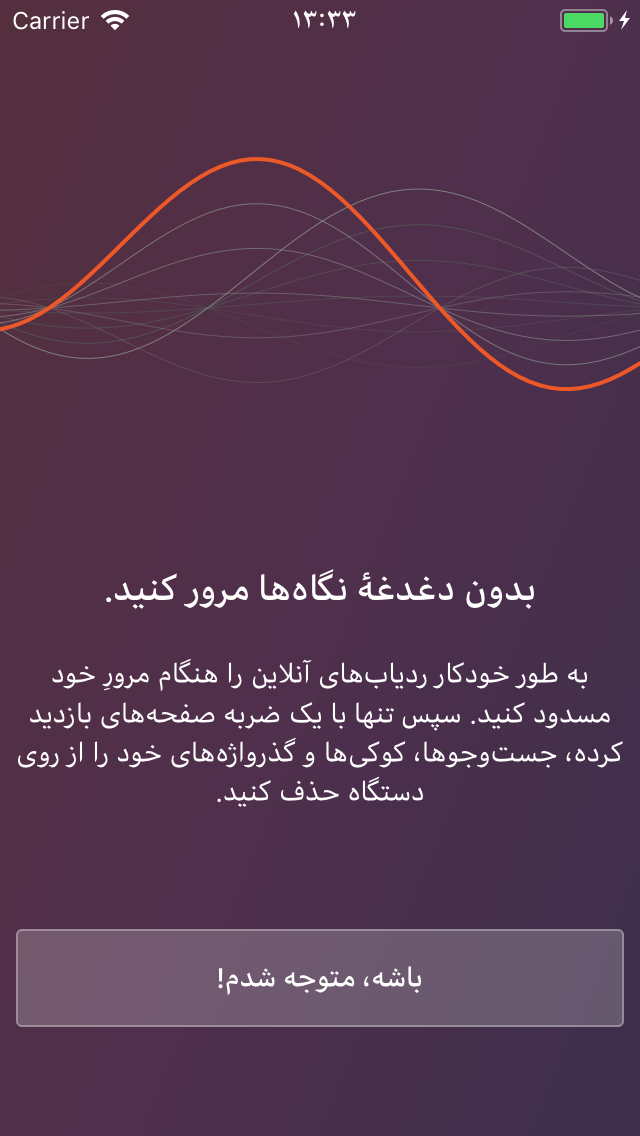 Carrier
۱۳:۳۳
بدون دغدغهٔ نگاه‌ها مرور کنید.
به طور خودکار ردیاب‌های آنلاین را هنگام مرورِ خود
مسدود کنید. سپس تنها با یک ضربه صفحه‌های بازدید
کرده، جست‌وجوها، کوکی‌ها و گذرواژه‌های خود را از روی
دستگاه حذف کنید.
باشه، متوجه شدم!